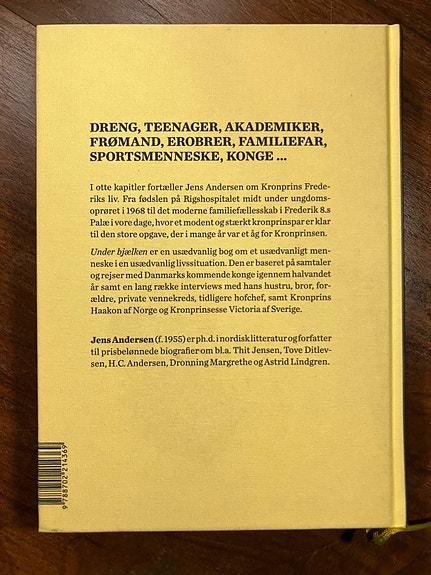 DRENG, TEENAGER, AKADEMIKER,
FRØMAND, EROBRER, FAMILIEFAR,
SPORTSMENNESKE, KONGE ...
I otte kapitler fortæller Jens Andersen om Kronprins Frede-
riks liv. Fra fødslen på Rigshospitalet midt under ungdoms-
oprøret i 1968 til det moderne familiefællesskab i Frederik 8.s
Palæ i vore dage, hvor et modent og stærkt kronprinspar er klar
til den store opgave, der i mange år var et åg for Kronprinsen.
Under bjælken er en usædvanlig bog om et usædvanligt men-
neske i en usædvanlig livssituation. Den er baseret på samtaler
og rejser med Danmarks kommende konge igennem halvandet
år samt en lang række interviews med hans hustru, bror, for-
ældre, private vennekreds, tidligere hofchef, samt Kronprins
Haakon af Norge og Kronprinsesse Victoria af Sverige.
Jens Andersen (f. 1955) er ph.d. i nordisk litteratur og forfatter
til prisbelønnede biografier om bl.a. Thit Jensen, Tove Ditlev-
sen, H.C. Andersen, Dronning Margrethe og Astrid Lindgren.
9 788702 214369